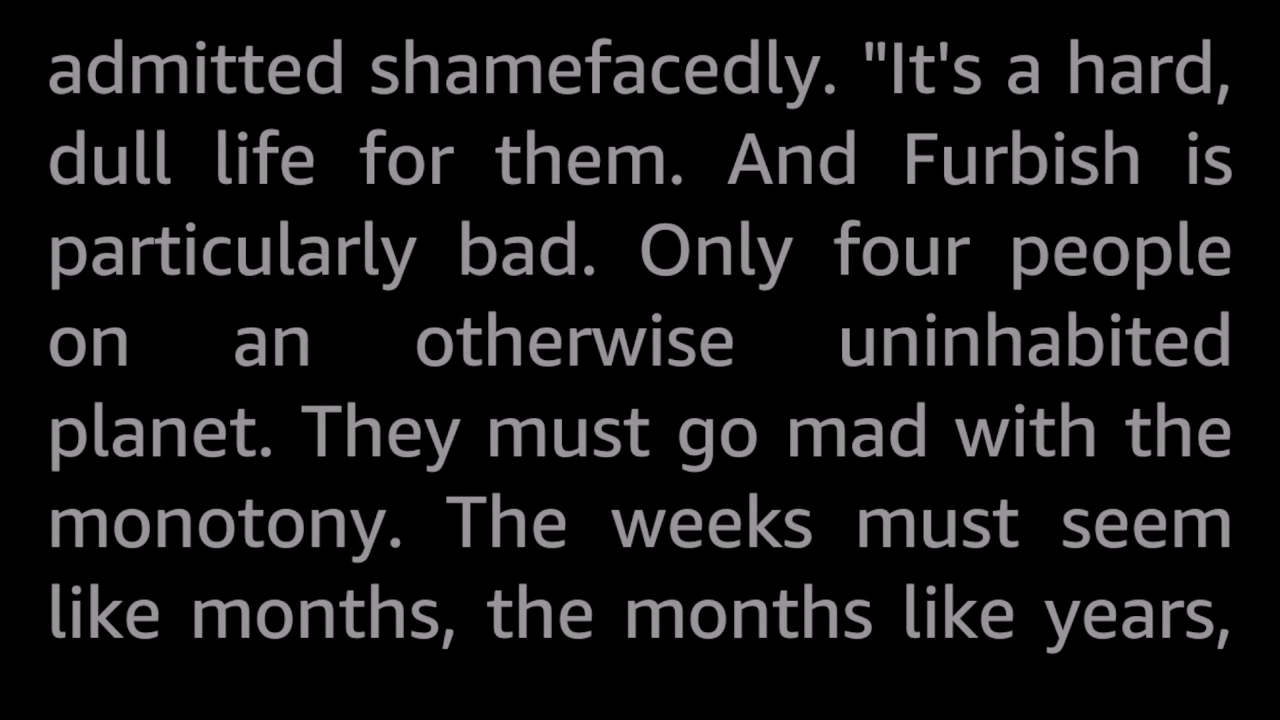 admitted shamefacedly. "It's a hard,
dull life for them. And Furbish is
particularly bad. Only four people
on an otherwise uninhabited
planet. They must go mad with the
monotony. The weeks must seem
like months, the months like years,